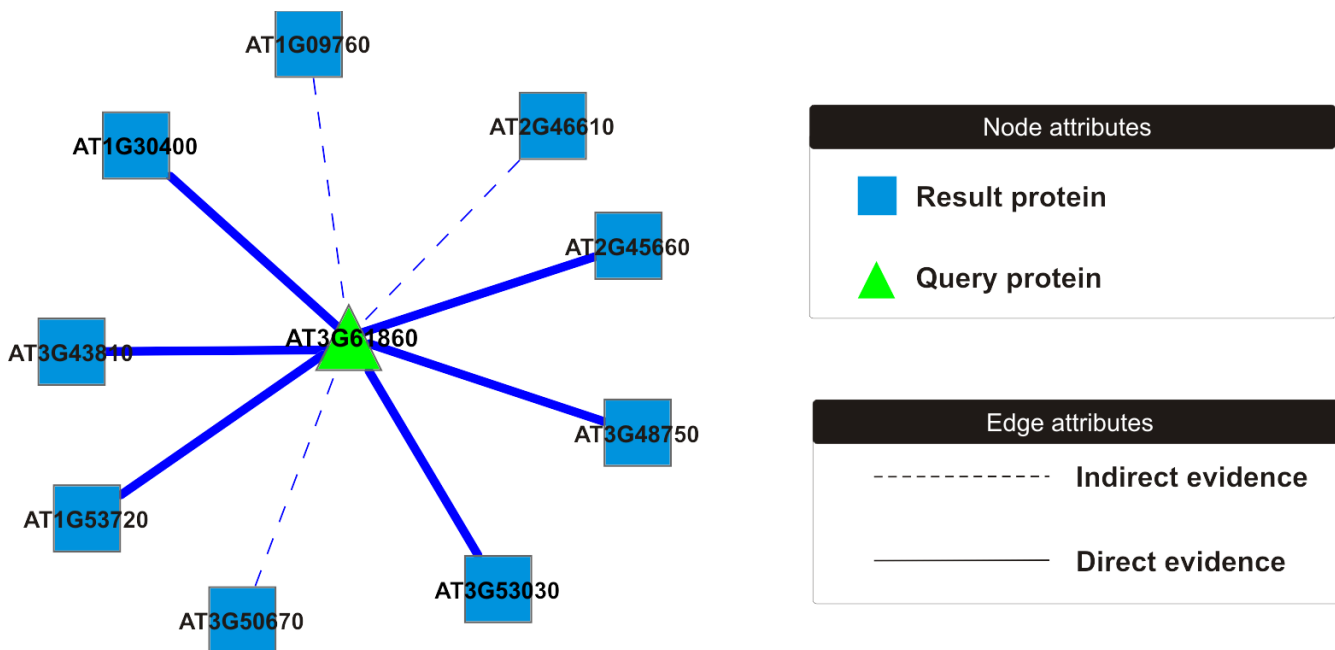 AT1G09760
AT2G46610
AT1G30400
AT2G45660
AT3G61860
AT3G43810
AT3G48750
AT1G53720
AT3G53030
AT3G50670
Node attributes
Result protein
Query protein
Edge attributes
Indirect evidence
Direct evidence